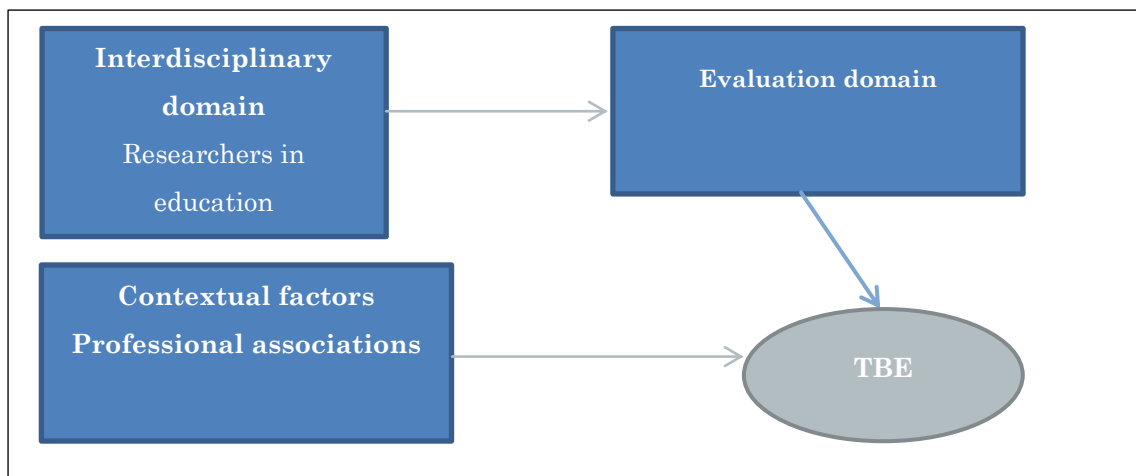 Interdisciplinary
domain
Researchers in
education
Evaluation domain
Contextual factors
Professional associations
TBE